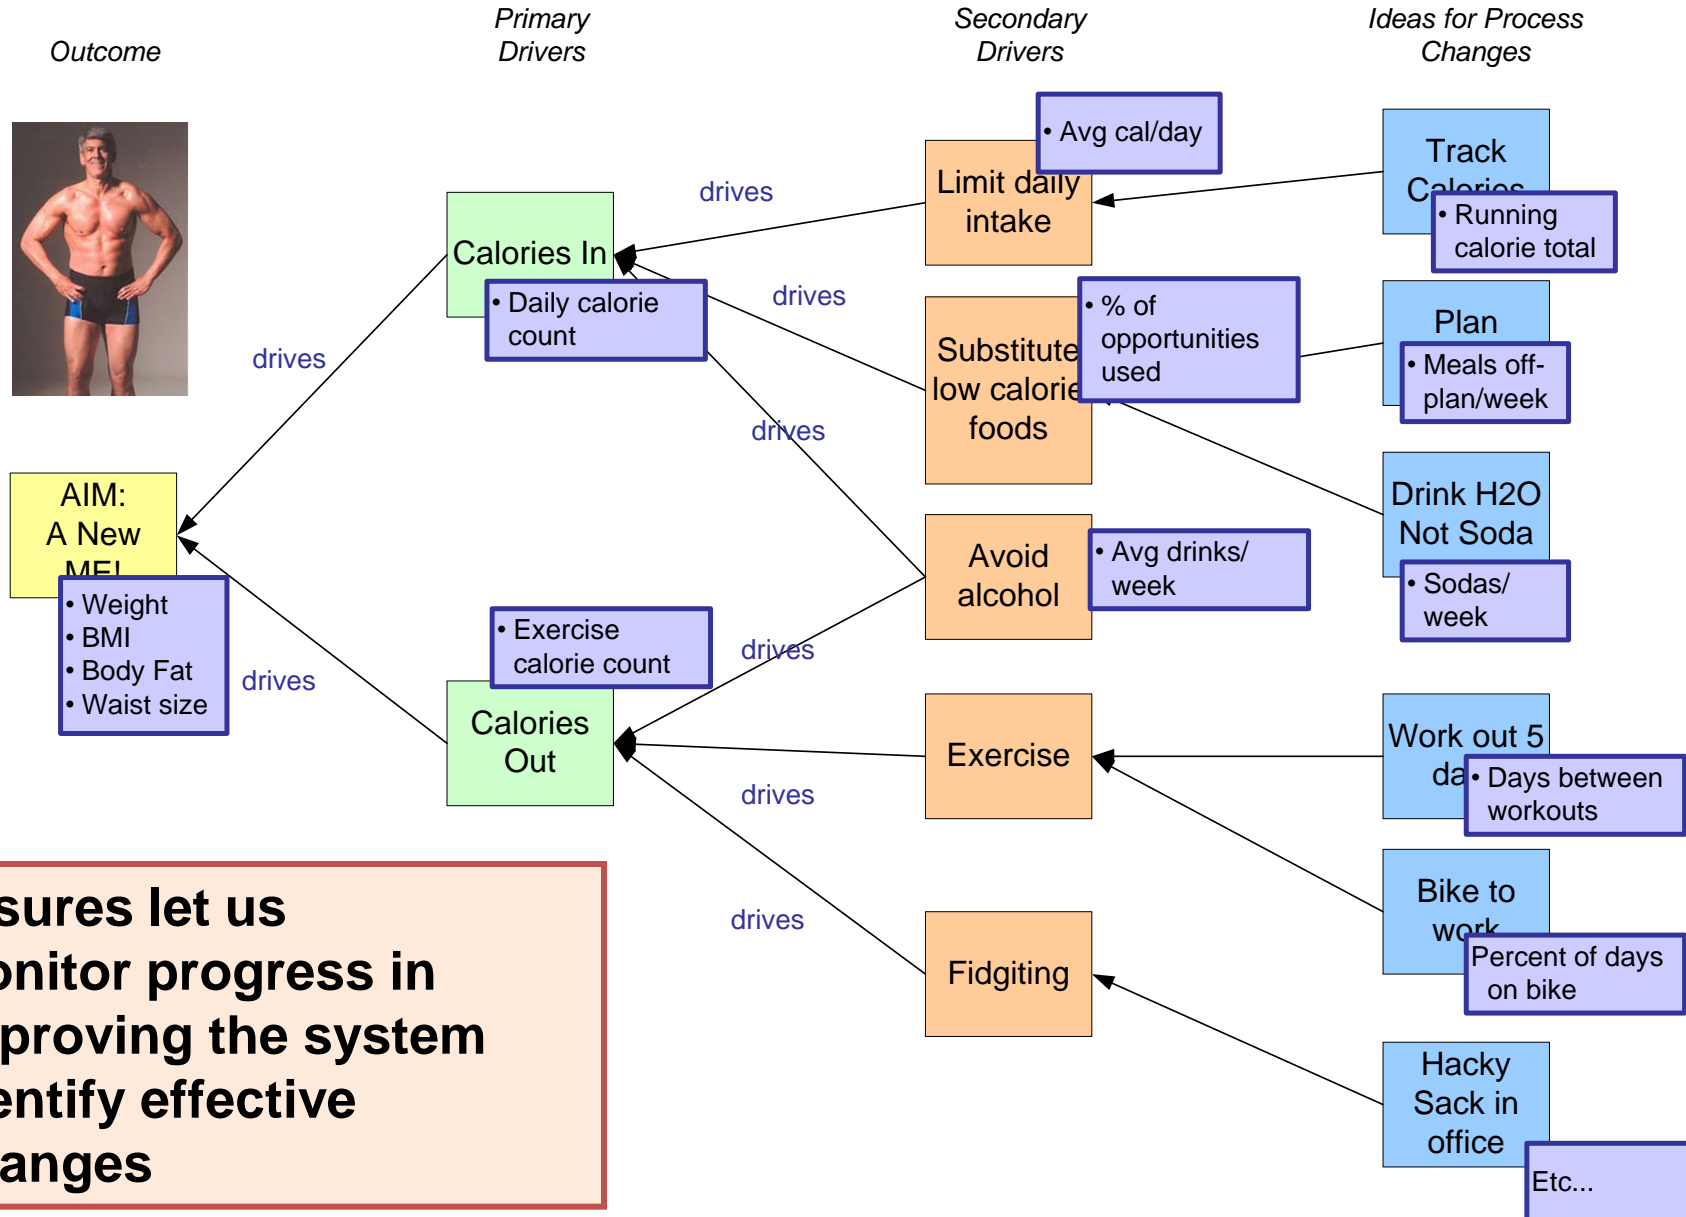 Outcome
Primary
Drivers
Secondary
Drivers
Ideas for Process
Changes
AIM:
A New
ME!
• Weight
• BMI
• Body Fat
• Waist size
drives
drives
Calories In
• Daily calorie
count
• Exercise
calorie count
Calories
Out
drives
drives
drives
drives
drives
drives
Limit daily
intake
• Avg cal/day
Substitute
low calorie
foods
• % of
opportunities
used
Avoid
alcohol
• Avg drinks/
week
Exercise
Fidgiting
Track
Calories
• Running
calorie total
Plan
• Meals off-
plan/week
Drink H2O
Not Soda
• Sodas/
week
Work out 5
da
• Days between
workouts
Bike to
work
Percent of days
on bike
Hacky
Sack in
office
Etc...
sures let us
onitor progress in
proving the system
entify effective
anges